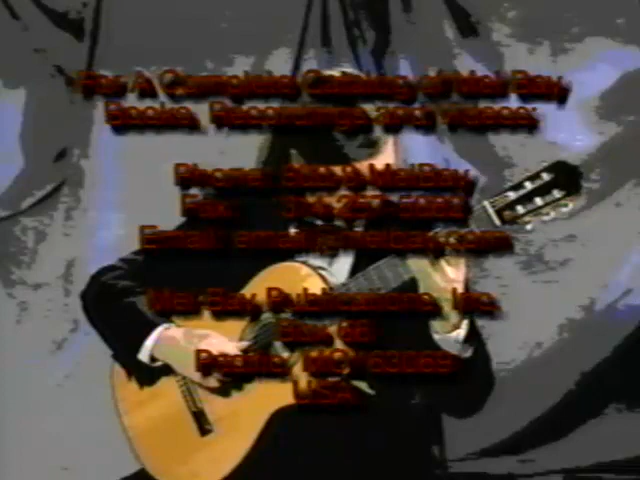 For A Complete Catalog of Mel Bay
Books, Recordings and Videos:
Phone: MelBay
Fax:
Email: email@melbay.com
Mel Bay Publications, Inc.
Box 66
Pacific, MO 63069
USA